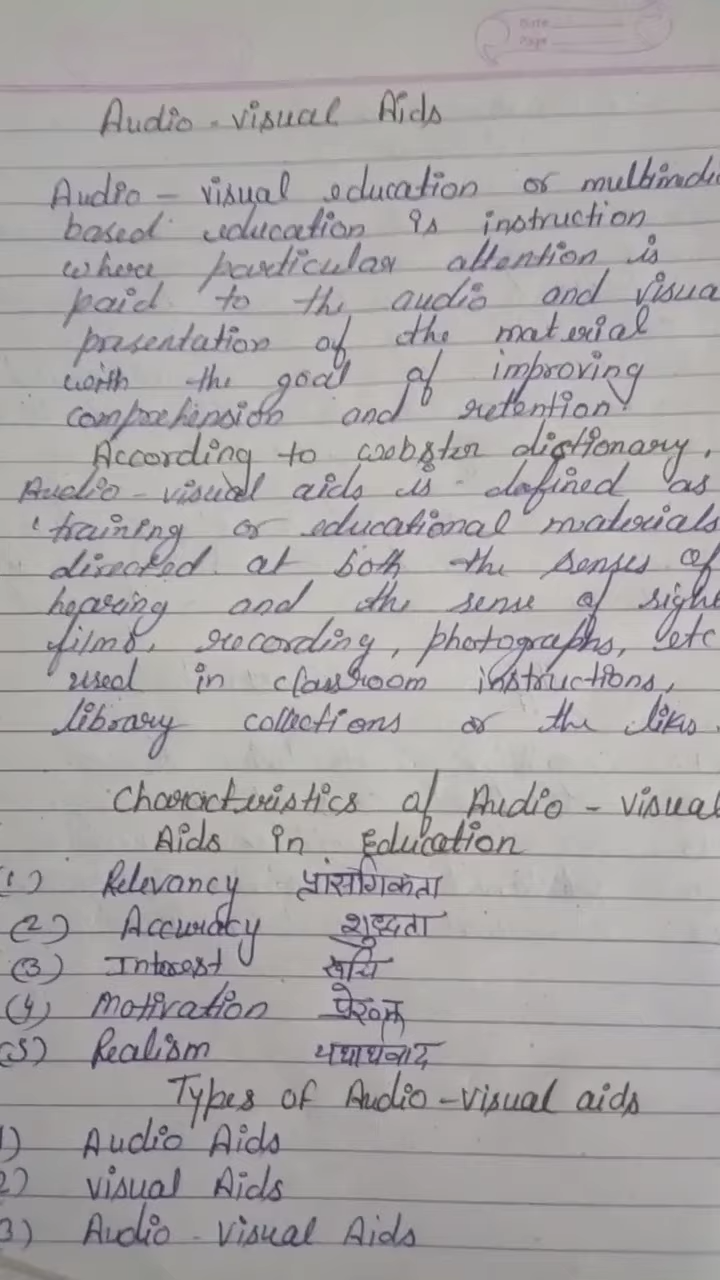 Date
Page
Audio - visual Aids
Audio - visual education or multimedi
based education is instruction
where particular attention is
paid to the audio and visua
presentation of the material
with the goal of improving
comprehension and retention.
According to webster dictionary,
Audio - visual aids is defined as
' training or educational materials
directed at both the senses of
hearing and the sense of sight
films, recording, photographs, etc
used in classroom instructions,
library collections or the likes.
Characteristics of Audio - visual
Aids in Education
(1) Relevancy प्रांसगिकता
(2) Accuracy शुद्धता
(3) Interest रूचि
(4) Motivation
(5) Realism यथाथवाद
Types of Audio - visual aids
1) Audio Aids
2) visual Aids
3) Audio - visual Aids